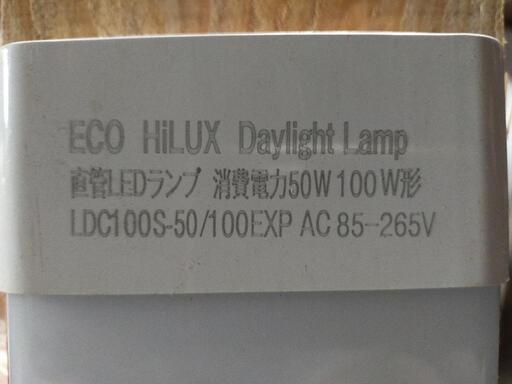 ECO HiLUX Daylight Lamp
直管LEDランプ 消費電力50W 100W形
LDC100S-50/100EXP AC 85-265V